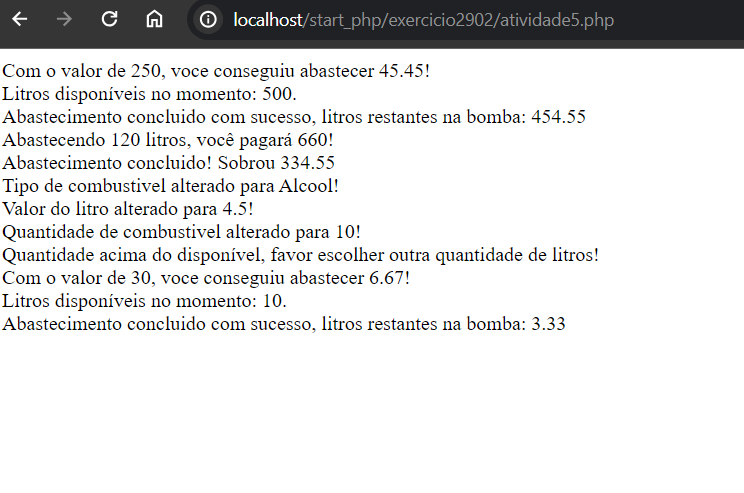 localhost/start_php/exercicio2902/atividade5.php
Com o valor de 250, voce conseguiu abastecer 45.45!
Litros disponíveis no momento: 500.
Abastecimento concluido com sucesso, litros restantes na bomba: 454.55
Abastecendo 120 litros, você pagará 660!
Abastecimento concluido! Sobrou 334.55
Tipo de combustivel alterado para Alcool!
Valor do litro alterado para 4.5!
Quantidade de combustivel alterado para 10!
Quantidade acima do disponível, favor escolher outra quantidade de litros!
Com o valor de 30, voce conseguiu abastecer 6.67!
Litros disponíveis no momento: 10.
Abastecimento concluido com sucesso, litros restantes na bomba: 3.33